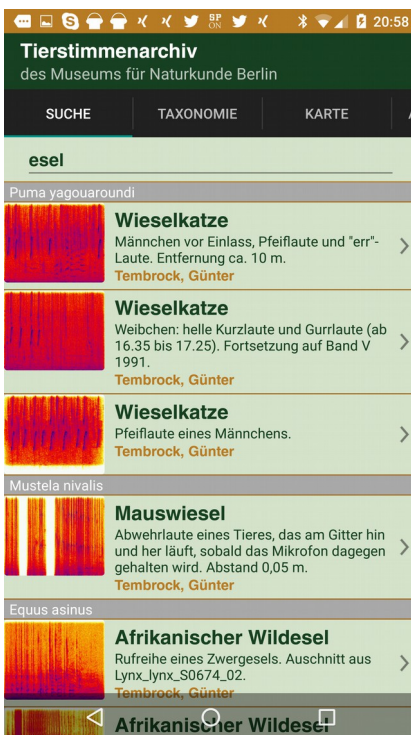 SP
ON
20:58
Tierstimmenarchiv
des Museums für Naturkunde Berlin
SUCHE
TAXONOMIE
KARTE
esel
Puma yagouaroundi
Wieselkatze
Männchen vor Einlass, Pfeiflaute und "err"-
Laute. Entfernung ca. 10 m.
Tembrock, Günter
Wieselkatze
Weibchen: helle Kurzlaute und Gurrlaute (ab
16.35 bis 17.25). Fortsetzung auf Band V
1991.
Tembrock, Günter
Wieselkatze
Pfeiflaute eines Männchens.
Tembrock, Günter
Mustela nivalis
Mauswiesel
Abwehrlaute eines Tieres, das am Gitter hin
und her läuft, sobald das Mikrofon dagegen
gehalten wird. Abstand 0,05 m.
Tembrock, Günter
Equus asinus
Afrikanischer Wildesel
Rufreihe eines Zwergesels. Auschnitt aus
Lynx_lynx_S0674_02.
Tembrock, Günter
Afrikanischer Wildesel